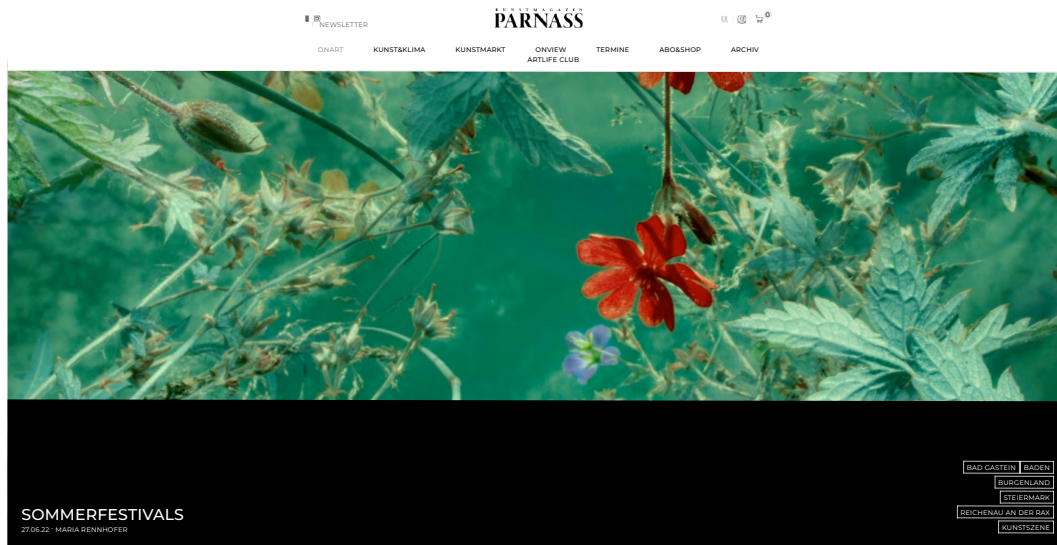 KUNSTMAGAZIN
PARNASS
NEWSLETTER
0
ONART KUNST&KLIMA KUNSTMARKT ONVIEW TERMINE ABO&SHOP ARCHIV
ARTLIFE CLUB
BAD GASTEIN BADEN
BURGENLAND
STEIERMARK
REICHENAU AN DER RAX
KUNSTSZENE
SOMMERFESTIVALS
27.06.22 - MARIA RENNHOFER